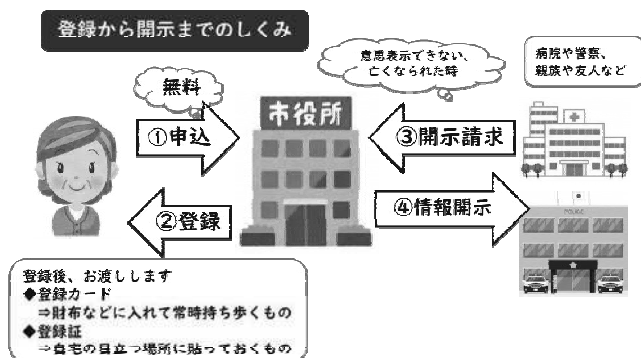 登録から開示までのしくみ
無料
①申込
②登録
市役所
意思表示できない、
亡くなられた時
③開示請求
④情報開示
病院や警察、
親族や友人など
POLICE
登録後、お渡しします
◆登録カード
⇒財布などに入れて常時持ち歩くもの
◆登録証
⇒自宅の目立つ場所に貼っておくもの